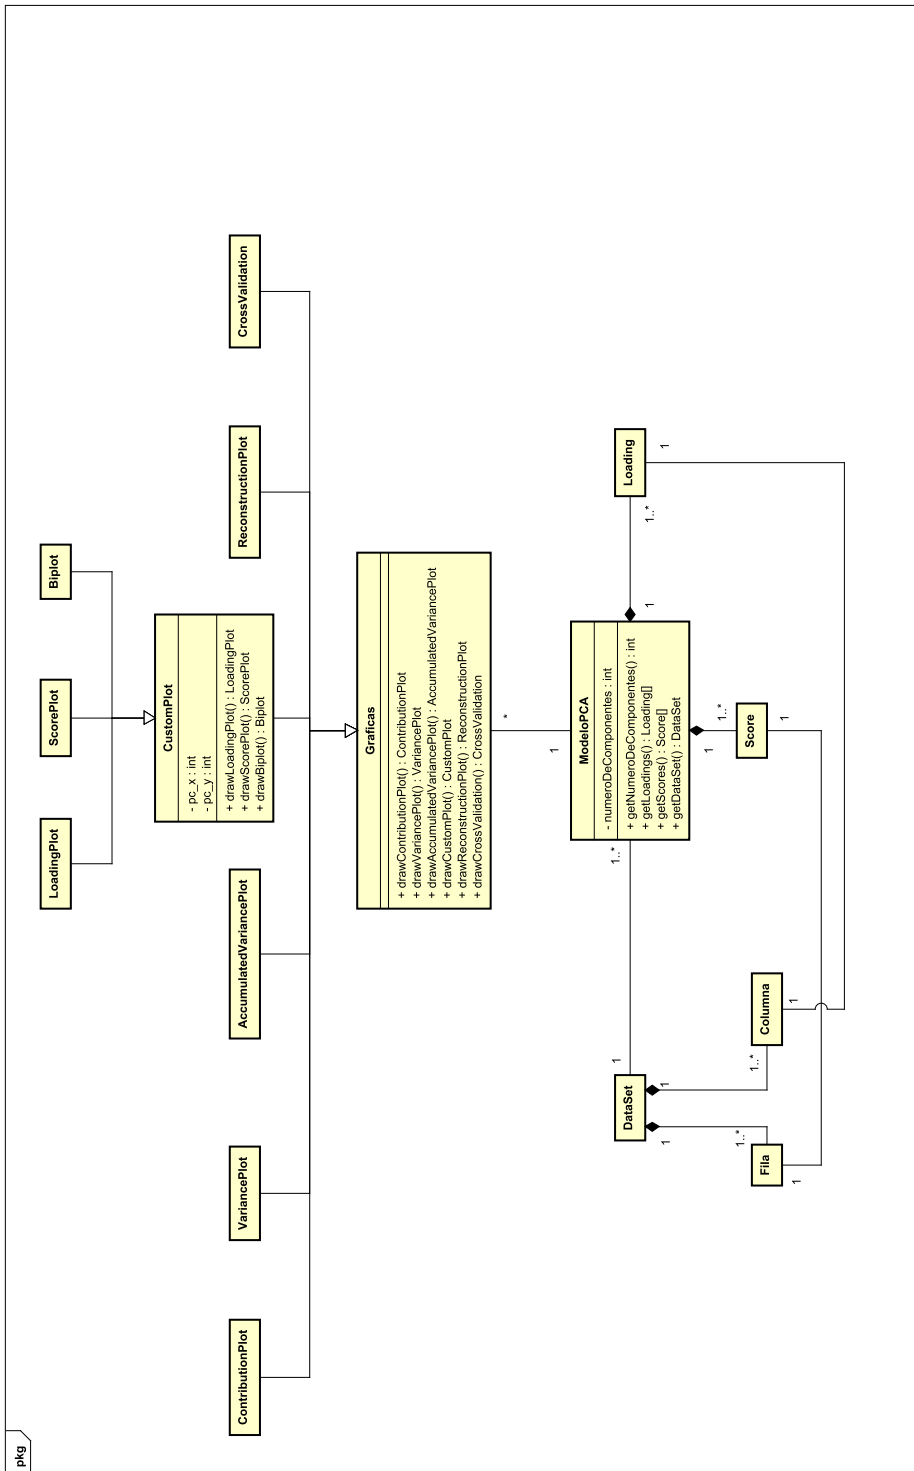 pkg
LoadingPlot
ScorePlot
Biplot
CustomPlot
- pc_x : int
- pc_y : int
+ drawLoadingPlot() : LoadingPlot
+ drawScorePlot() : ScorePlot
+ drawBiplot() : Biplot
ContributionPlot
VariancePlot
AccumulatedVariancePlot
ReconstructionPlot
CrossValidation
Graficas
+ drawContributionPlot() : ContributionPlot
+ drawVariancePlot() : VariancePlot
+ drawAccumulatedVariancePlot() : AccumulatedVariancePlot
+ drawCustomPlot() : CustomPlot
+ drawReconstructionPlot() : ReconstructionPlot
+ drawCrossValidation() : CrossValidation
*
1
ModeloPCA
- numeroDeComponentes : int
+ getNumeroDeComponentes() : int
+ getLoadings() : Loading[]
+ getScores() : Score[]
+ getDataSet() : DataSet
1
1..*
DataSet
1
1..*
Loading
1
1
1
1..*
1..*
1
1..*
Fila
Columna
Score
1
1
1